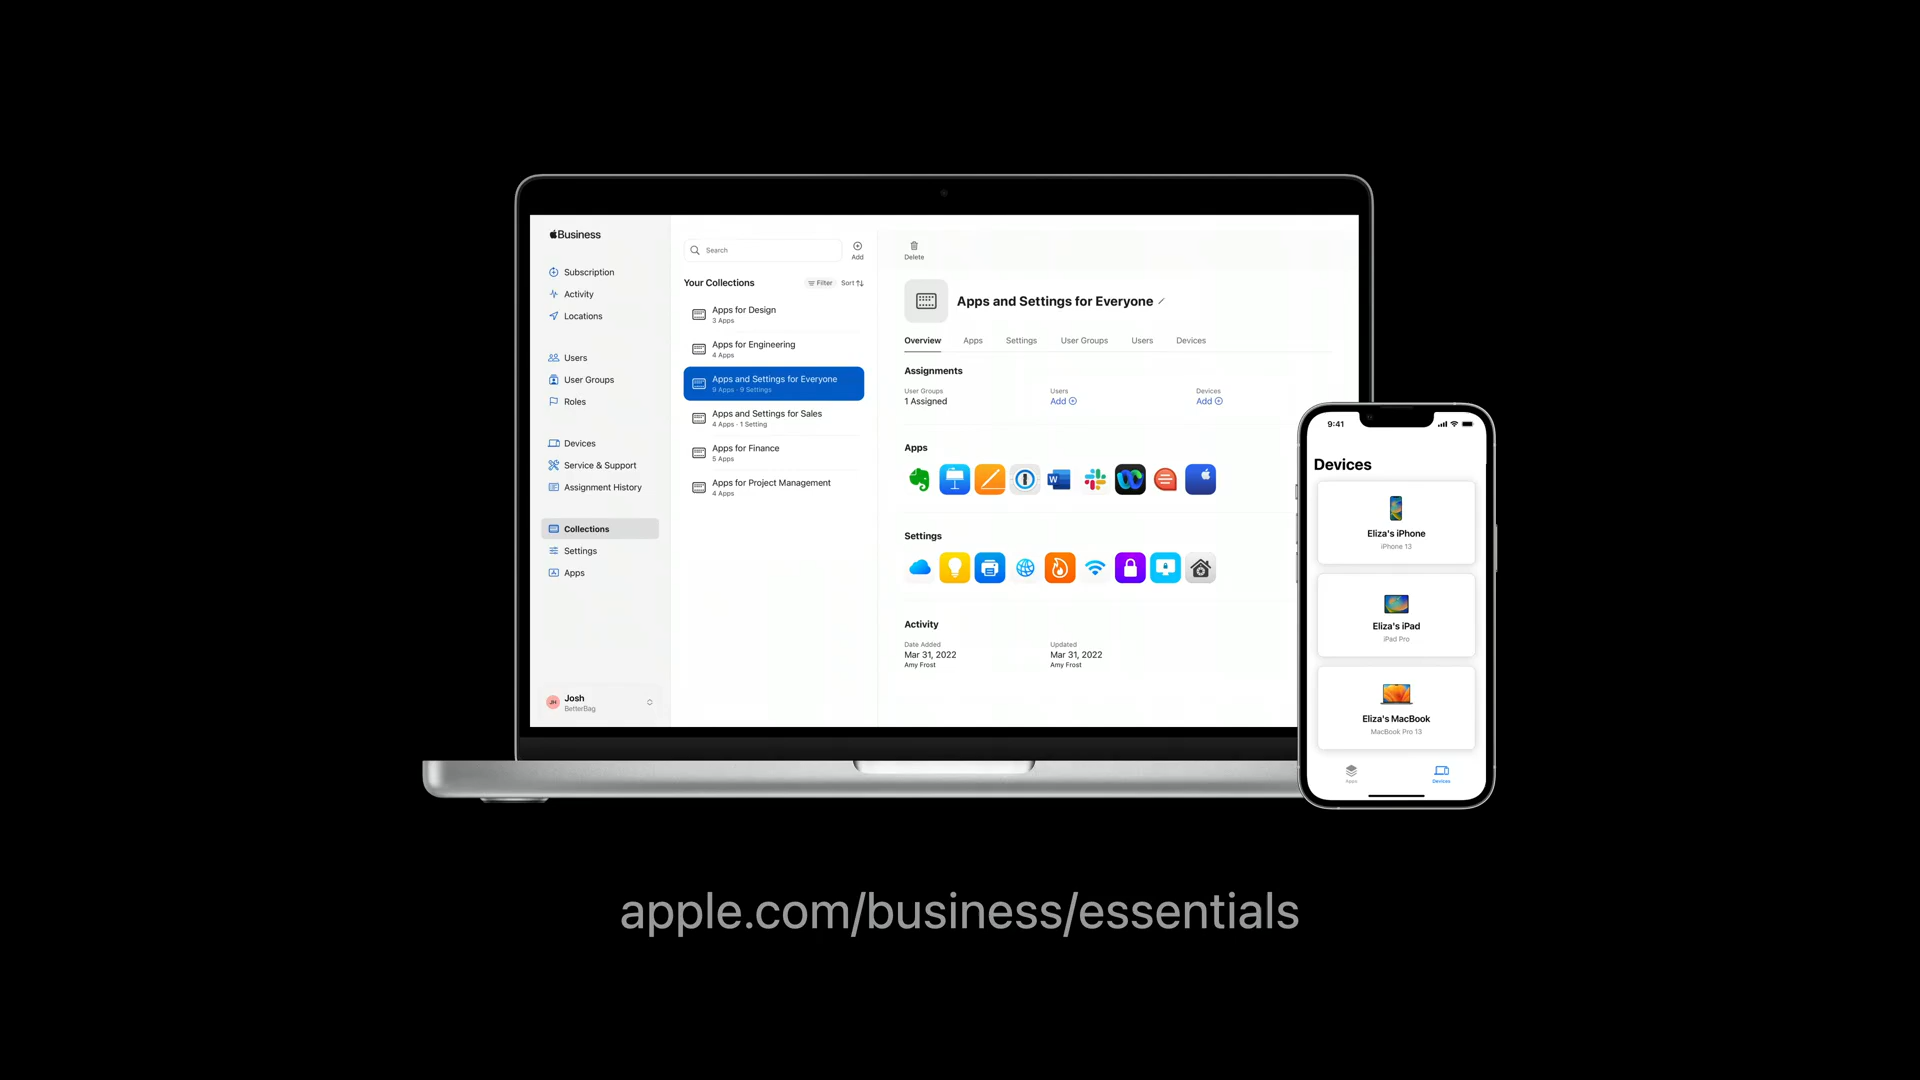 Business
Subscription
Activity
Locations
Users
User Groups
Roles
Devices
Service & Support
Assignment History
Collections
Settings
Apps
JH
Josh
BetterBag
Search
Add
Your Collections
Filter
Sort
Apps for Design
3 Apps
Apps for Engineering
4 Apps
Apps and Settings for Everyone
9 Apps - 9 Settings
Apps and Settings for Sales
4 Apps - 1 Setting
Apps for Finance
5 Apps
Apps for Project Management
4 Apps
Delete
Apps and Settings for Everyone
Overview Apps Settings User Groups Users Devices
Assignments
User Groups Users Devices
1 Assigned Add Add
Apps
W
Settings
Activity
Date Added Updated
Mar 31, 2022 Mar 31, 2022
Amy Frost Amy Frost
9:41
Devices
Eliza's iPhone
iPhone 13
Eliza's iPad
iPad Pro
Eliza's MacBook
MacBook Pro 13
Apps Devices
apple.com/business/essentials